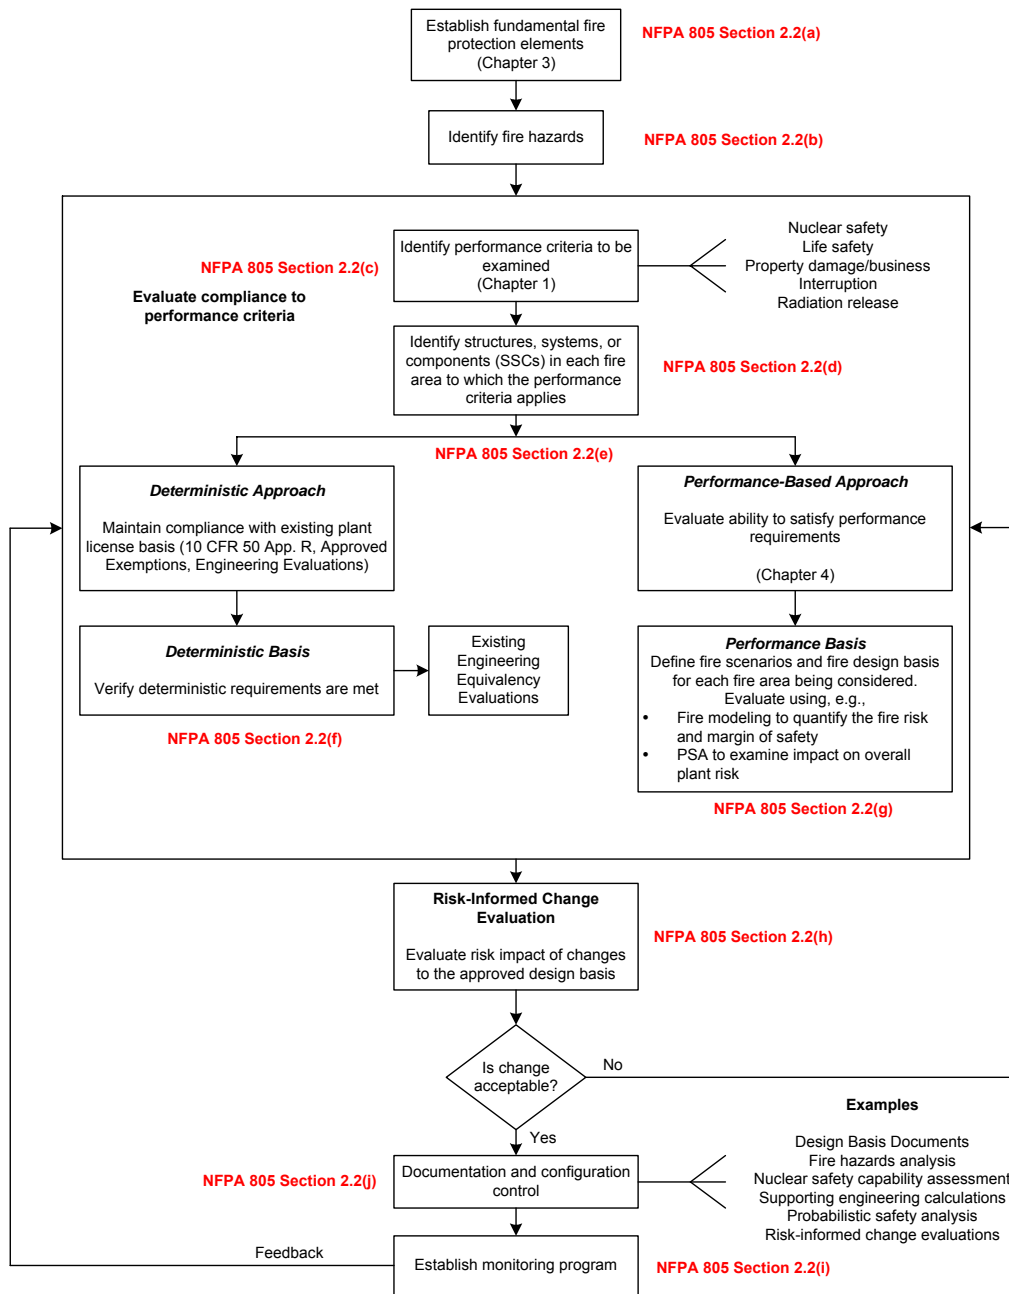 Establish fundamental fire
protection elements
(Chapter 3)
NFPA 805 Section 2.2(a)
Identify fire hazards
NFPA 805 Section 2.2(b)
NFPA 805 Section 2.2(c)
Identify performance criteria to be
examined
(Chapter 1)
Nuclear safety
Life safety
Property damage/business
Interruption
Radiation release
Evaluate compliance to
performance criteria
Identify structures, systems, or
components (SSCs) in each fire
area to which the performance
criteria applies
NFPA 805 Section 2.2(d)
NFPA 805 Section 2.2(e)
Deterministic Approach
Maintain compliance with existing plant
license basis (10 CFR 50 App. R, Approved
Exemptions, Engineering Evaluations)
Performance-Based Approach
Evaluate ability to satisfy performance
requirements
(Chapter 4)
Deterministic Basis
Verify deterministic requirements are met
Existing
Engineering
Equivalency
Evaluations
NFPA 805 Section 2.2(f)
Performance Basis
Define fire scenarios and fire design basis
for each fire area being considered.
Evaluate using, e.g.,
• Fire modeling to quantify the fire risk
and margin of safety
• PSA to examine impact on overall
plant risk
NFPA 805 Section 2.2(g)
Risk-Informed Change
Evaluation
Evaluate risk impact of changes
to the approved design basis
NFPA 805 Section 2.2(h)
Is change
acceptable?
No
Yes
Examples
Design Basis Documents
Fire hazards analysis
Nuclear safety capability assessment
Supporting engineering calculations
Probabilistic safety analysis
Risk-informed change evaluations
NFPA 805 Section 2.2(j)
Documentation and configuration
control
Feedback
Establish monitoring program
NFPA 805 Section 2.2(i)